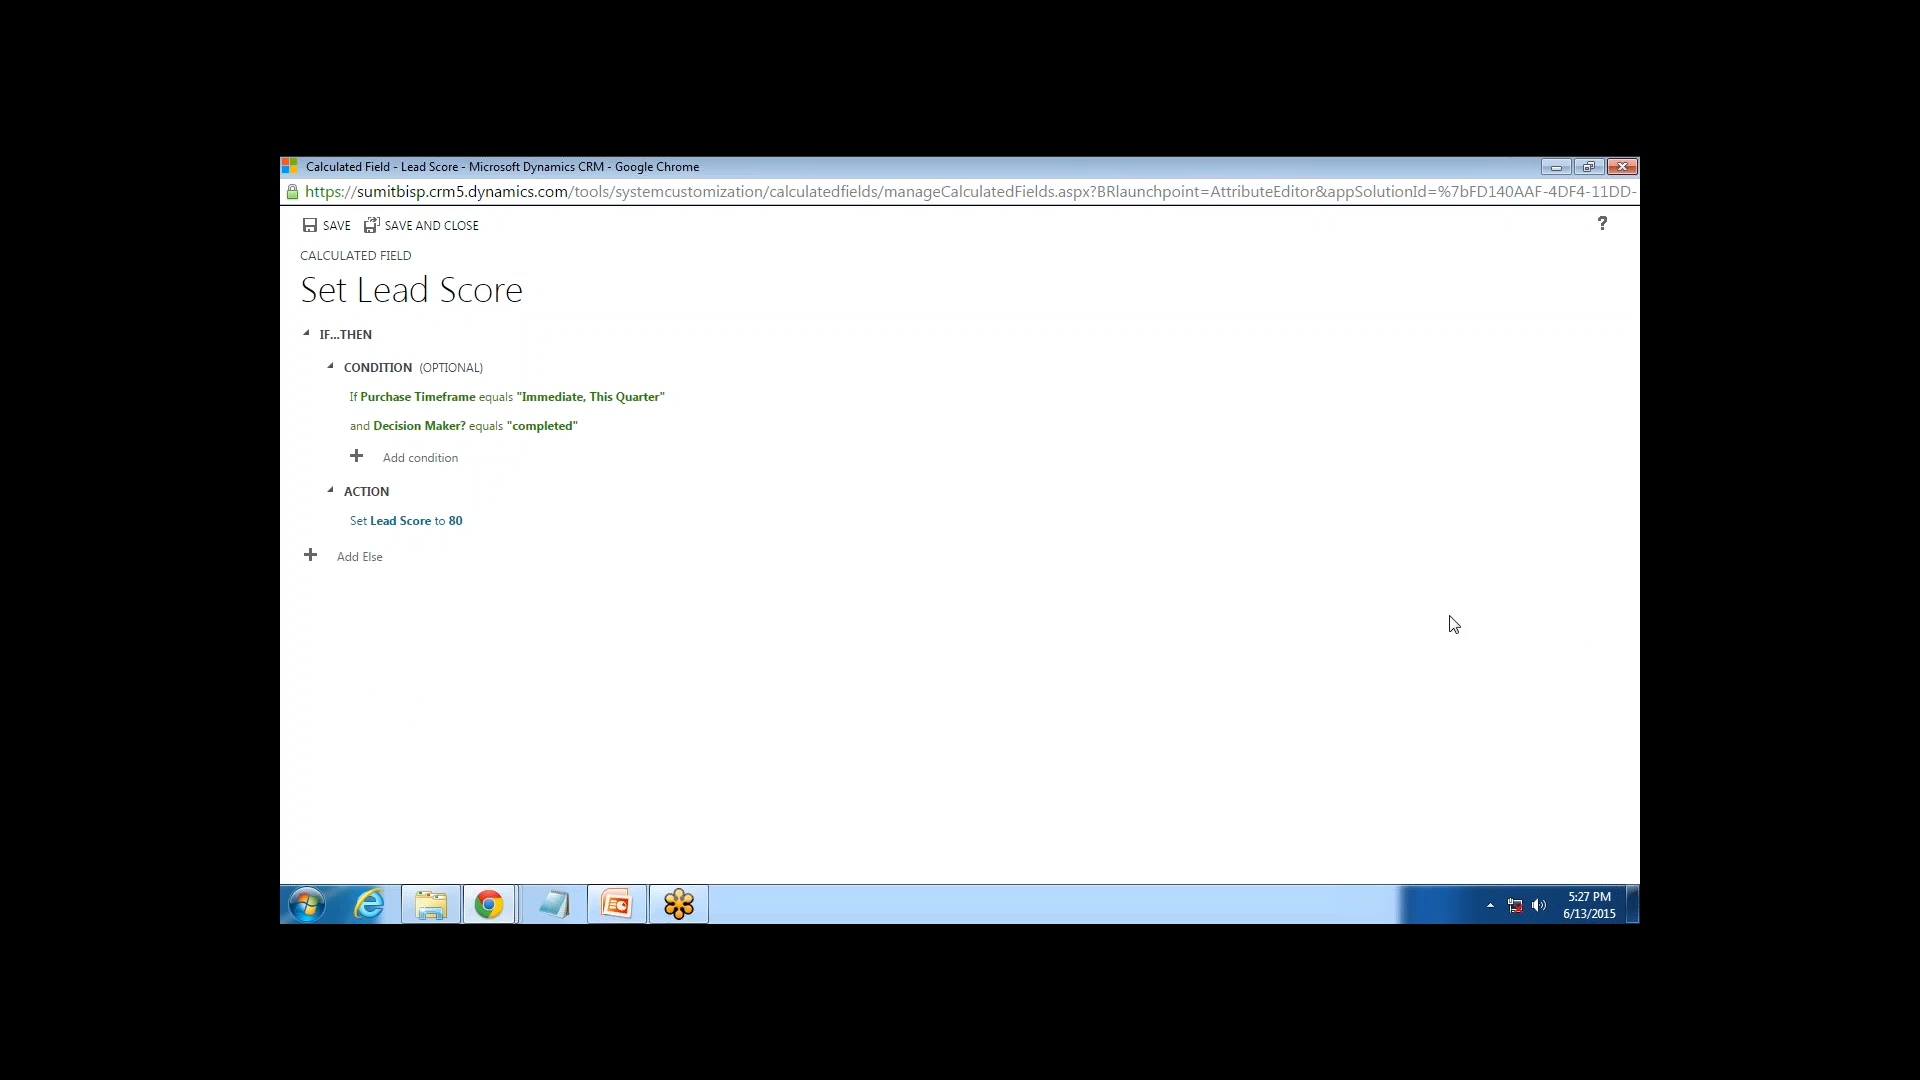 Calculated Field - Lead Score - Microsoft Dynamics CRM - Google Chrome
https://sumitbisp.crm5.dynamics.com/tools/systemcustomization/calculatedfields/manageCalculatedFields.aspx?BRlaunchpoint=AttributeEditor&appSolutionId=%7bFD140AAF-4DF4-11DD-
SAVE SAVE AND CLOSE ?
CALCULATED FIELD
Set Lead Score
IF...THEN
CONDITION (OPTIONAL)
If Purchase Timeframe equals "Immediate, This Quarter"
and Decision Maker? equals "completed"
Add condition
ACTION
Set Lead Score to 80
Add Else
5:27 PM
6/13/2015